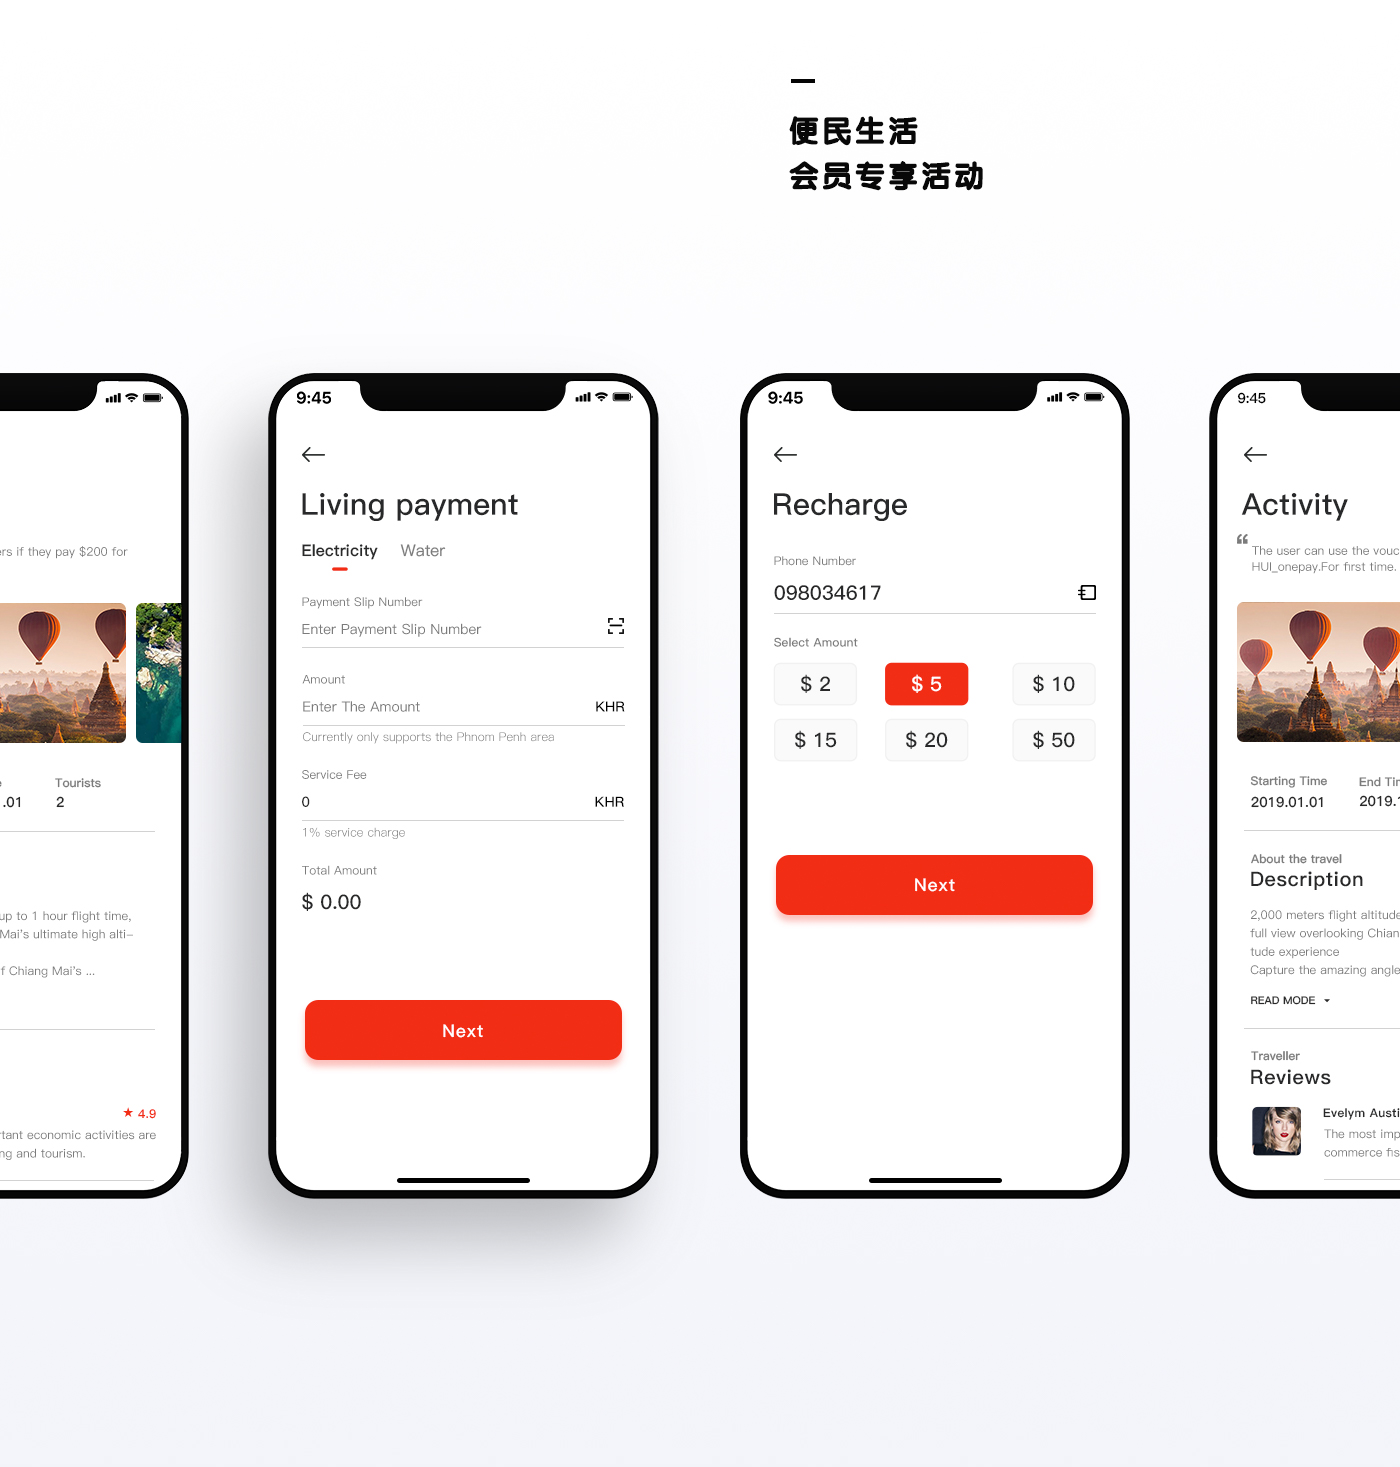 便民生活
会员专享活动
ers if they pay $200 for
.01
Tourists
2
up to 1 hour flight time,
Mai's ultimate high alti-
f Chiang Mai's ...
4.9
rtant economic activities are
ng and tourism.
9:45
Living payment
Electricity Water
Payment Slip Number
Enter Payment Slip Number
Amount
Enter The Amount KHR
Currently only supports the Phnom Penh area
Service Fee
0 KHR
1% service charge
Total Amount
$ 0.00
Next
9:45
Recharge
Phone Number
098034617
Select Amount
$ 2 $ 5 $ 10
$ 15 $ 20 $ 50
Next
9:45
Activity
“ The user can use the vouc
HUI_onepay.For first time.
Starting Time End Tim
2019.01.01 2019.1
About the travel
Description
2,000 meters flight altitude
full view overlooking Chian
tude experience
Capture the amazing angle
READ MODE
Traveller
Reviews
Evelym Austi
The most imp
commerce fis